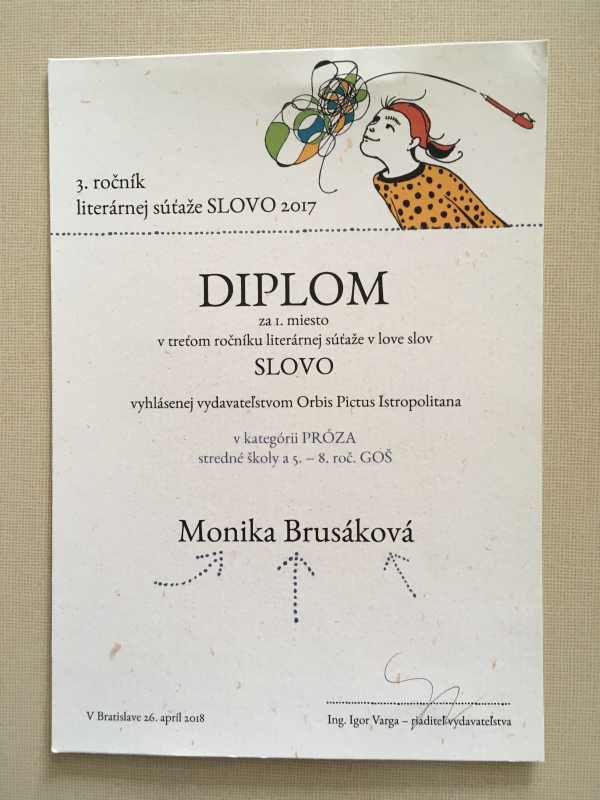 3. ročník
literárnej súťaže SLOVO 2017
DIPLOM
za 1. miesto
v treťom ročníku literárnej súťaže v love slov
SLOVO
vyhlásenej vydavateľstvom Orbis Pictus Istropolitana
v kategórii PRÓZA
stredné školy a 5. – 8. roč. GOŠ
Monika Brusáková
V Bratislave 26. apríl 2018
Ing. Igor Varga – riaditeľ vydavateľstva